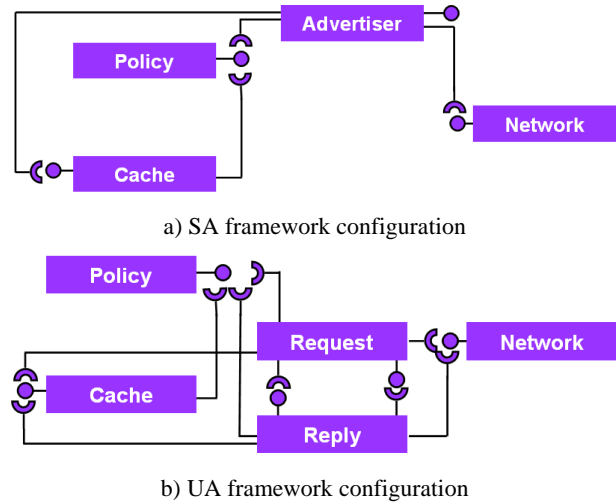 Advertiser
Policy
Network
Cache
a) SA framework configuration
Policy
Request
Network
Cache
Reply
b) UA framework configuration